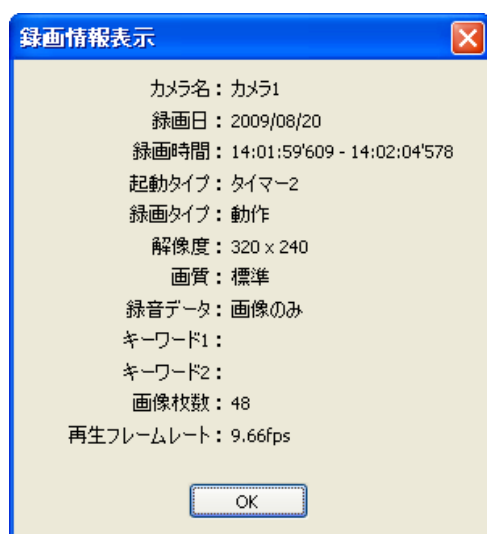 録画情報表示
カメラ名：カメラ1
録画日：2009/08/20
録画時間：14:01:59'609 - 14:02:04'578
起動タイプ：タイマー2
録画タイプ：動作
解像度：320 x 240
画質：標準
録音データ：画像のみ
キーワード1：
キーワード2：
画像枚数：48
再生フレームレート：9.66fps
OK